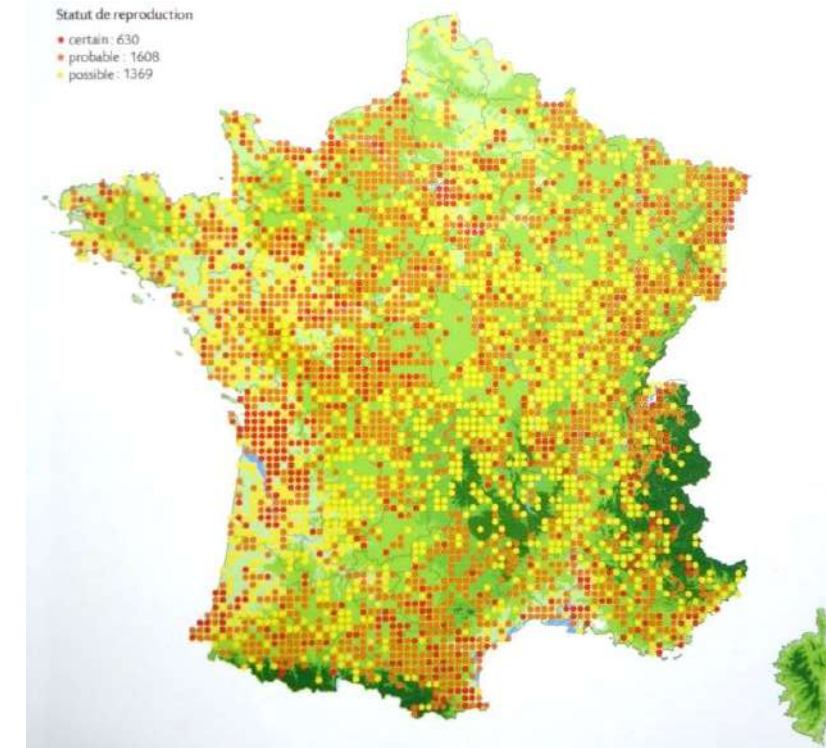 Statut de reproduction
certain : 630
probable : 1608
possible : 1369